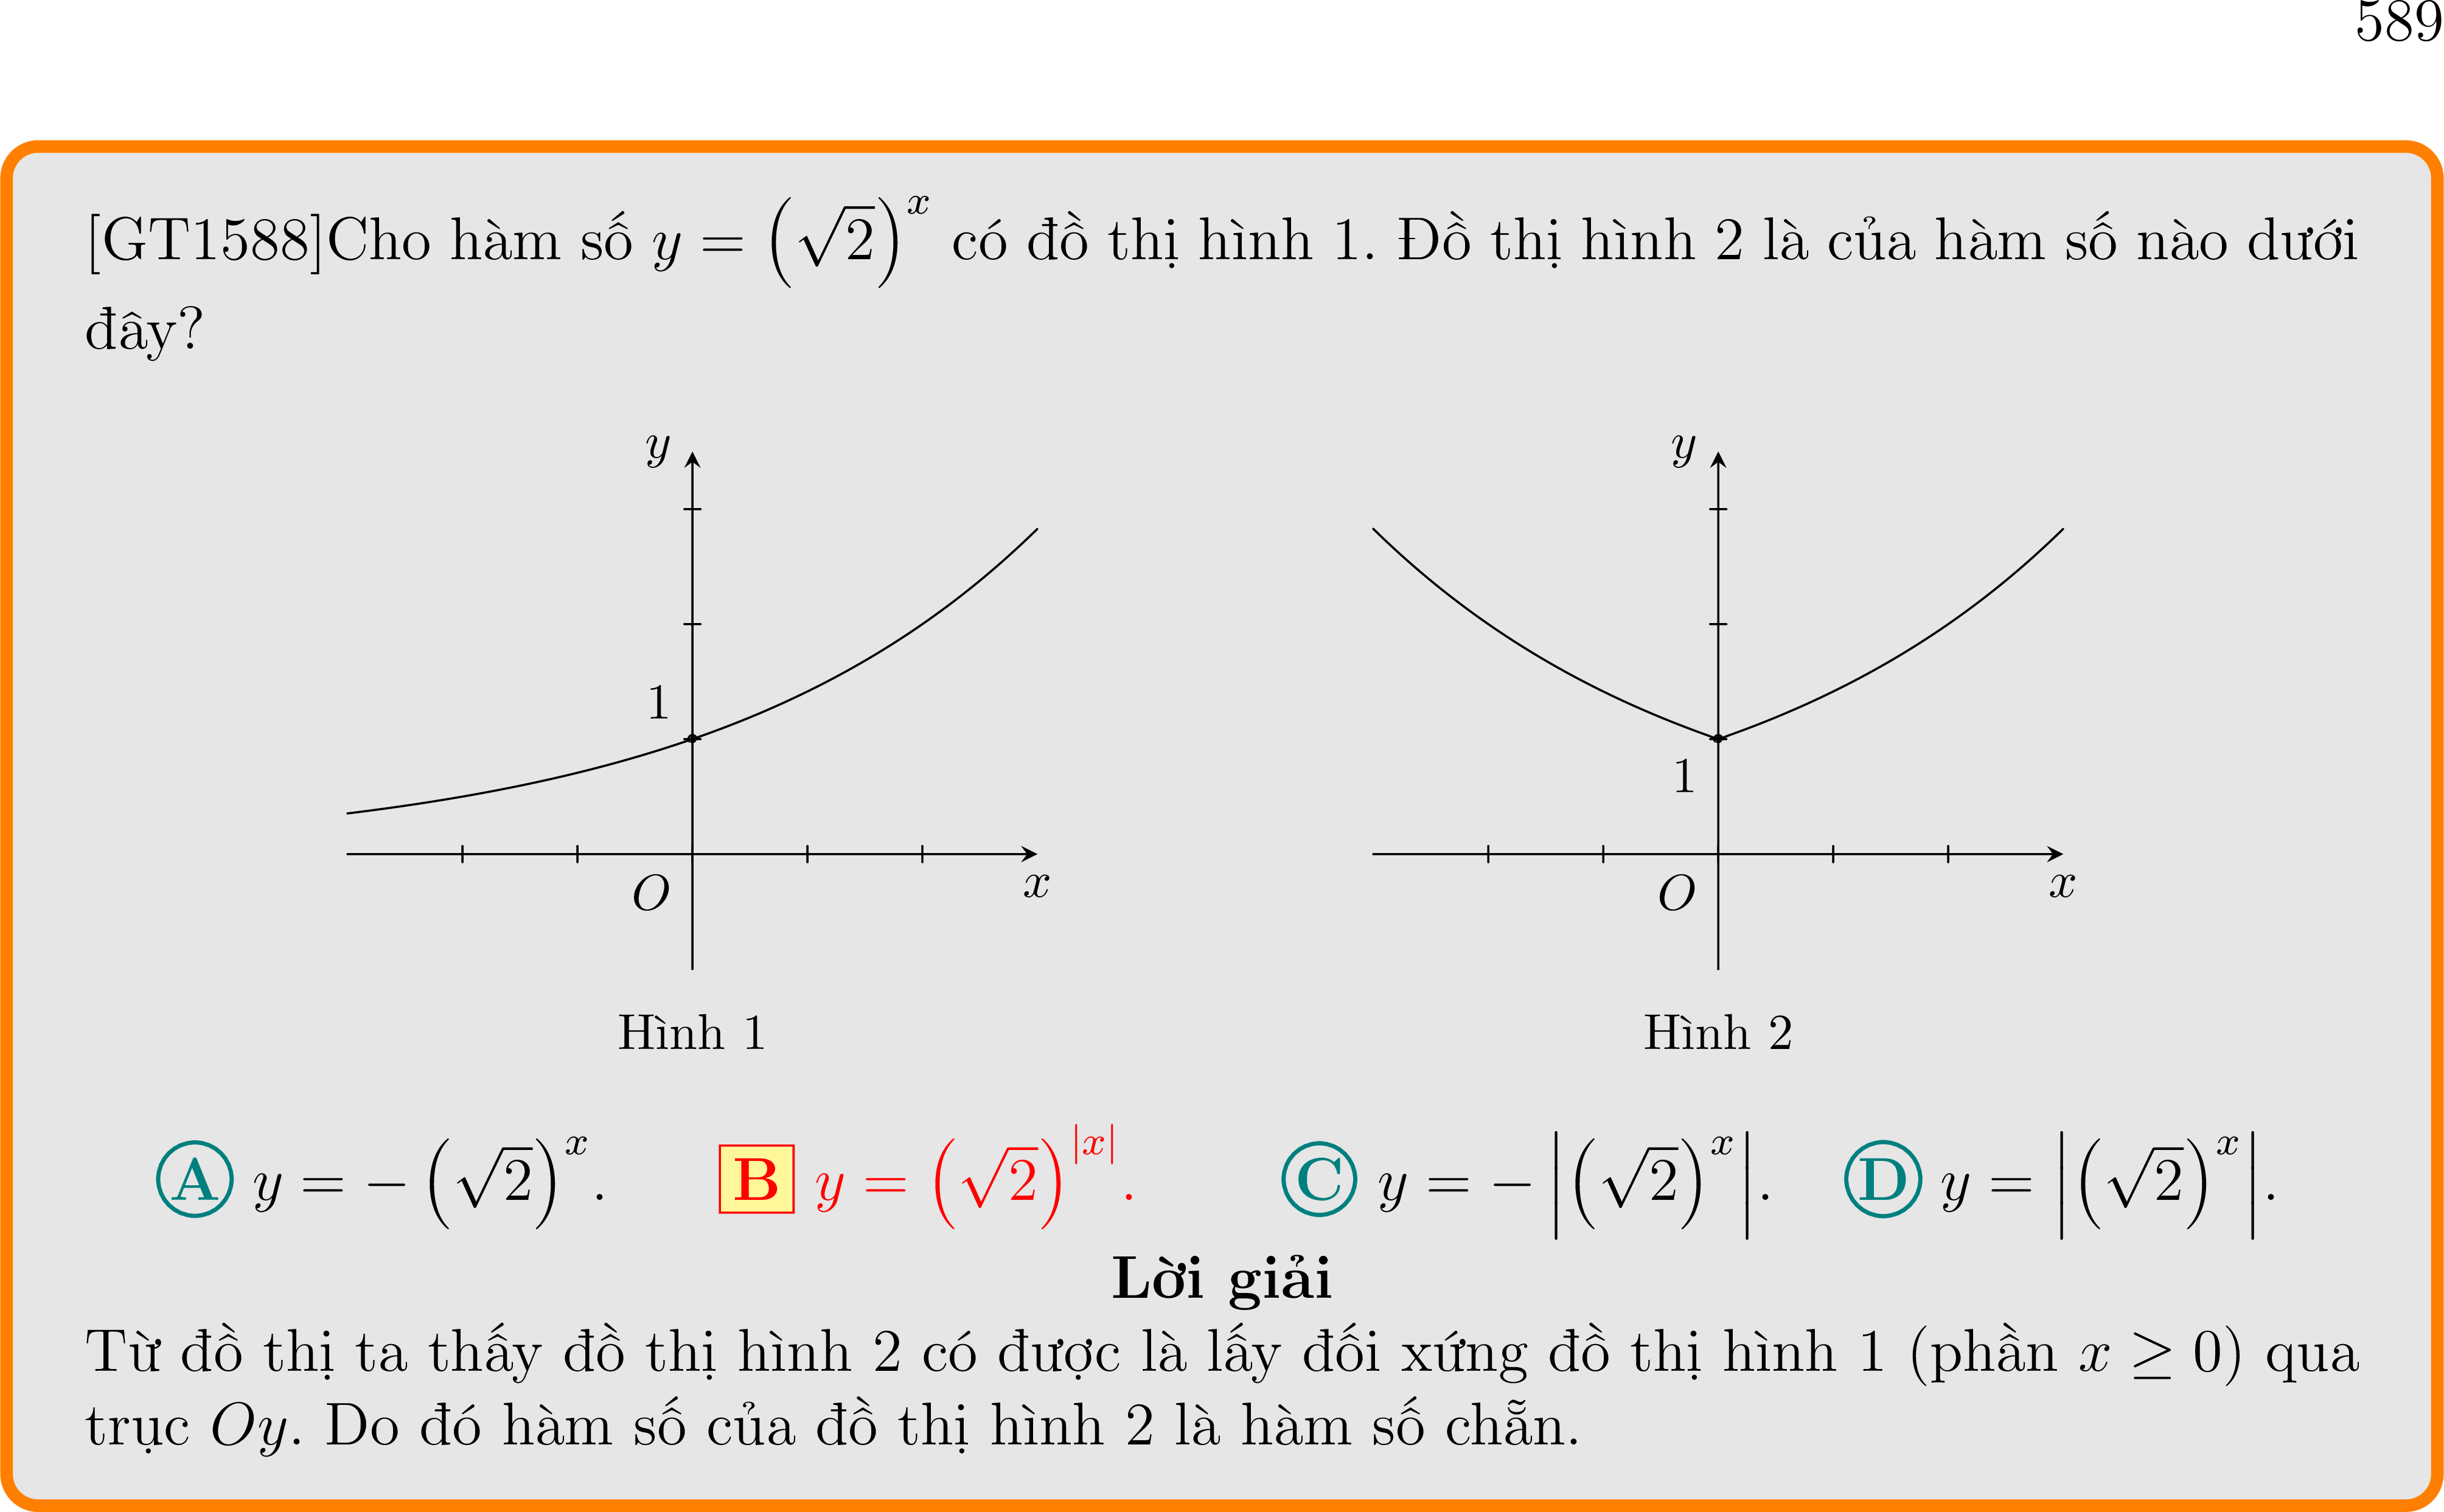 589
[GT1588]Cho hàm số $y = \left(\sqrt{2}\right)^x$ có đồ thị hình 1. Đồ thị hình 2 là của hàm số nào dưới
đây?
y y
1 1
O x O x
Hình 1 Hình 2
A $y = -\left(\sqrt{2}\right)^x$. B $y = \left(\sqrt{2}\right)^{|x|}$. C $y = -\left|\left(\sqrt{2}\right)^x\right|$. D $y = \left|\left(\sqrt{2}\right)^x\right|$.
Lời giải
Từ đồ thị ta thấy đồ thị hình 2 có được là lấy đối xứng đồ thị hình 1 (phần $x \geq 0$) qua
trục $Oy$. Do đó hàm số của đồ thị hình 2 là hàm số chẵn.